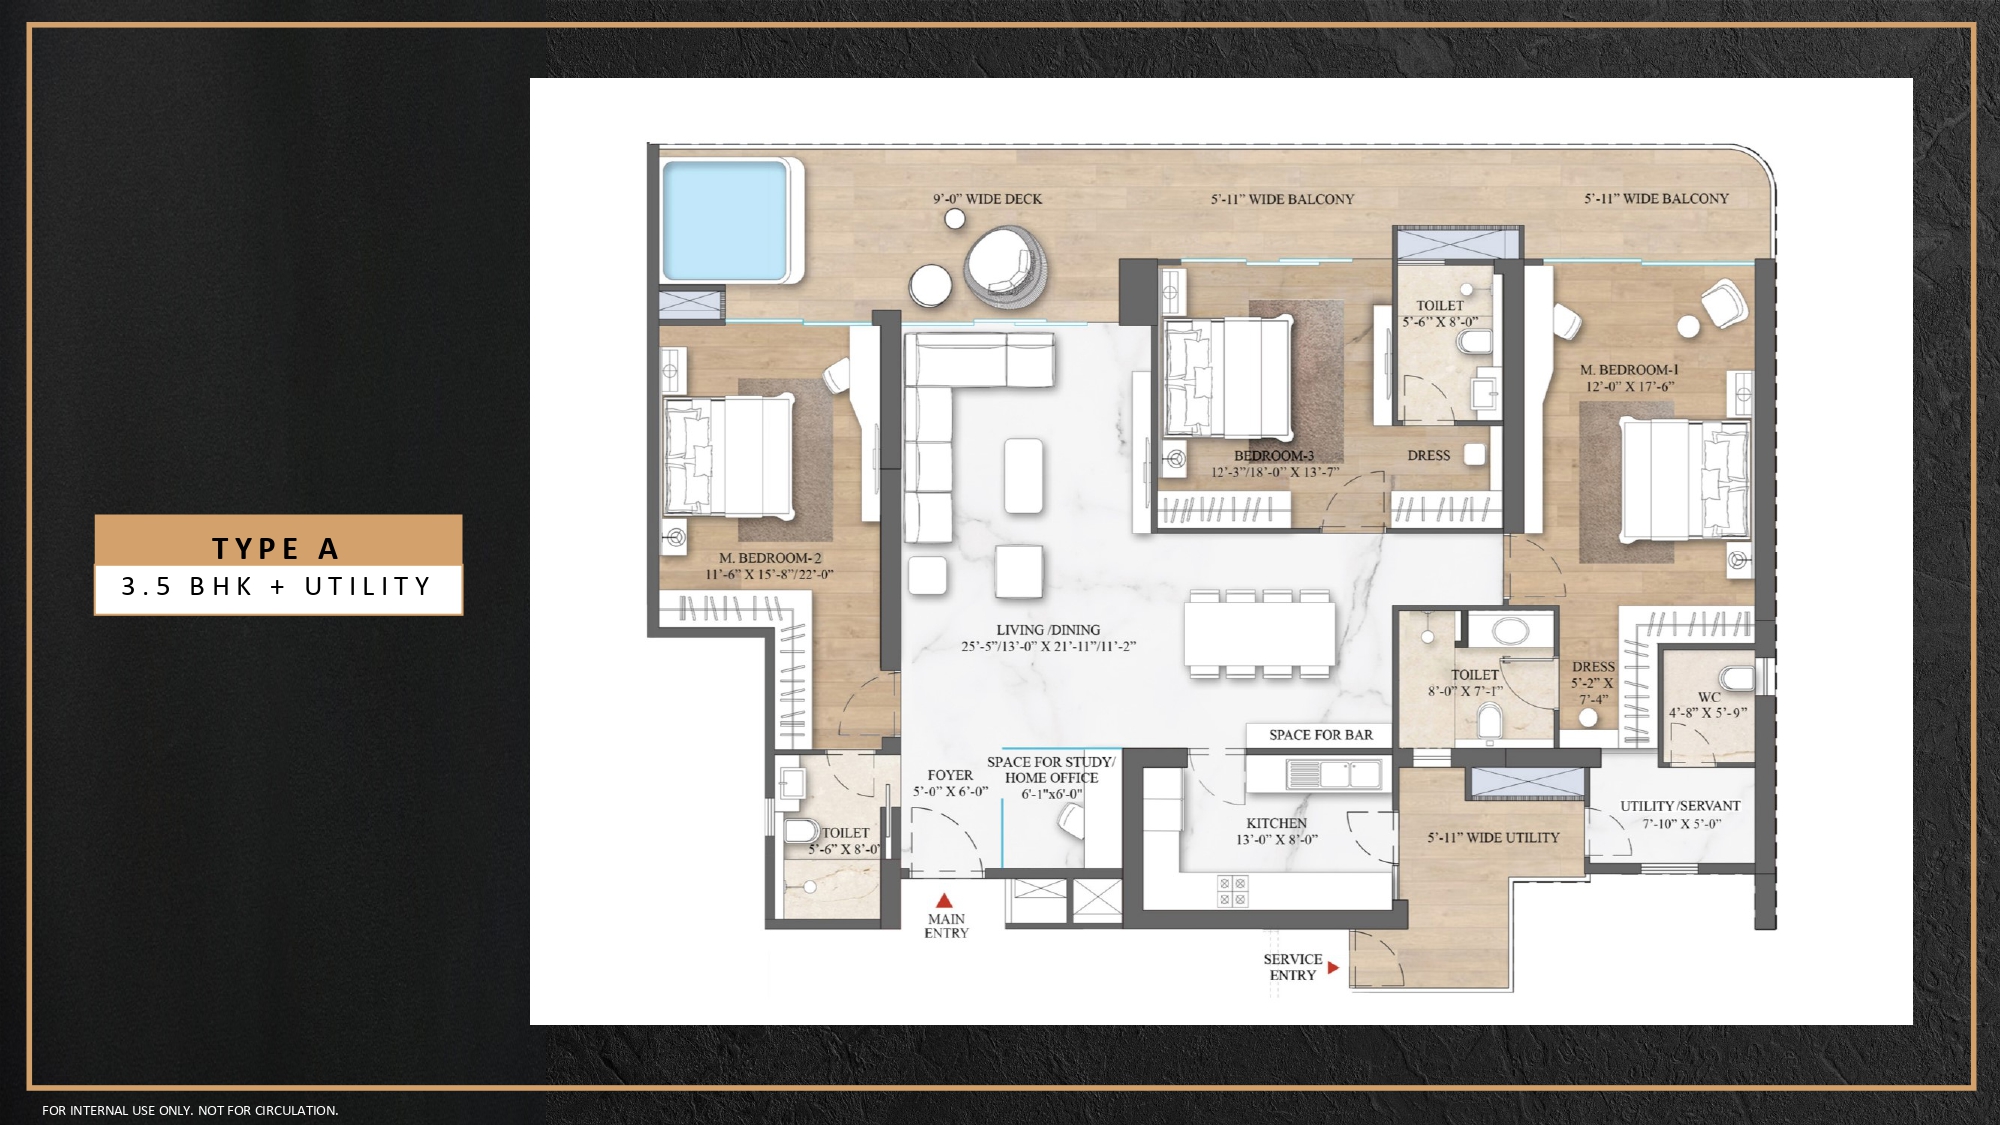 TYPE A
3.5 BHK + UTILITY
9'-0" WIDE DECK
5'-11" WIDE BALCONY
5'-11" WIDE BALCONY
TOILET
5'-6" X 8'-0"
M. BEDROOM-1
12'-0" X 17'-6"
BEDROOM-3
12'-3"/18'-0" X 13'-7"
DRESS
M. BEDROOM-2
11'-6" X 15'-8"/22'-0"
LIVING /DINING
25'-5"/13'-0" X 21'-11"/11'-2"
TOILET
8'-0" X 7'-1"
DRESS
5'-2" X
7'-4"
WC
4'-8" X 5'-9"
SPACE FOR BAR
FOYER
5'-0" X 6'-0"
SPACE FOR STUDY/
HOME OFFICE
6'-1"x6'-0"
TOILET
5'-6" X 8'-0"
KITCHEN
13'-0" X 8'-0"
5'-11" WIDE UTILITY
UTILITY /SERVANT
7'-10" X 5'-0"
MAIN
ENTRY
SERVICE
ENTRY
FOR INTERNAL USE ONLY. NOT FOR CIRCULATION.